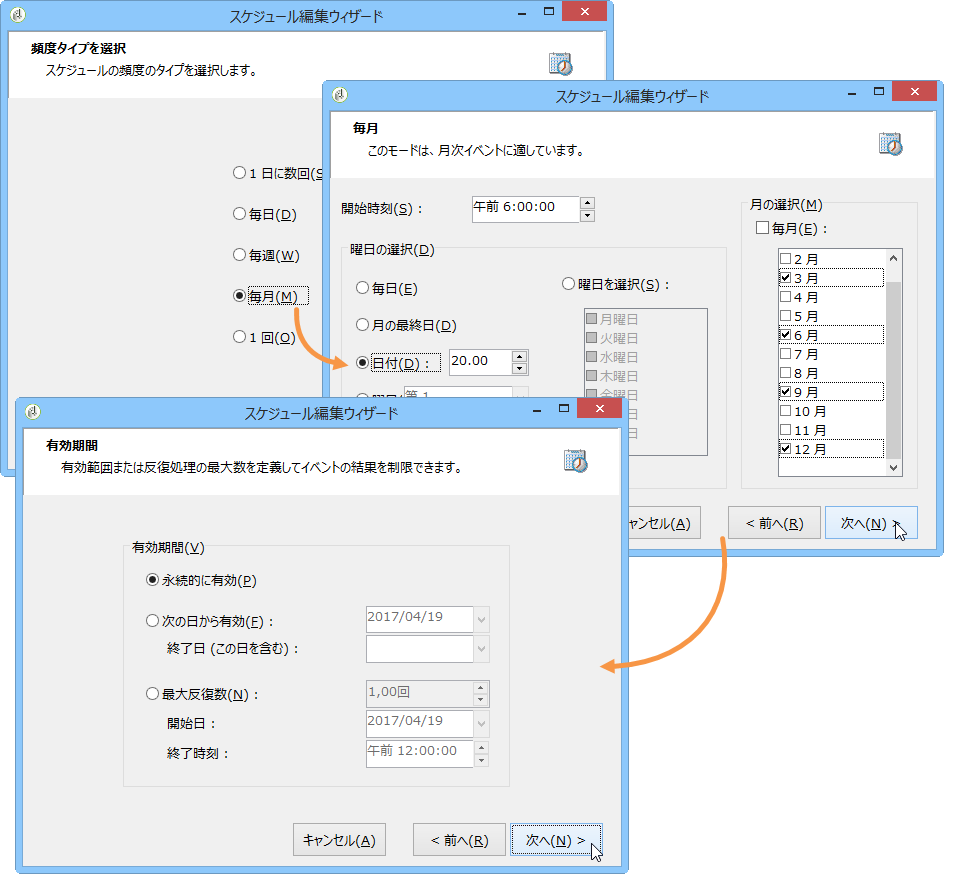 スケジュール編集ウィザード
頻度タイプを選択
スケジュールの頻度のタイプを選択します。
1 日に数回(S
毎日(D)
毎週(W)
毎月(M)
1 回(O)
スケジュール編集ウィザード
毎月
このモードは、月次イベントに適しています。
開始時刻(S) :
午前 6:00:00
曜日の選択(D)
毎日(E)
月の最終日(D)
日付(D) :
20.00
第 1
曜日を選択(S) :
月曜日
火曜日
水曜日
木曜日
金曜日
日
日
月の選択(M)
毎月(E) :
2 月
3 月
4 月
5 月
6 月
7 月
8 月
9 月
10 月
11 月
12 月
ャンセル(A)
< 前へ(R)
次へ(N) >
スケジュール編集ウィザード
有効期間
有効範囲または反復処理の最大数を定義してイベントの結果を制限できます。
有効期間(V)
永続的に有効(P)
次の日から有効(F) :
2017/04/19
終了日 (この日を含む) :
最大反復数(N) :
1,00回
開始日 :
2017/04/19
終了時刻 :
午前 12:00:00
キャンセル(A)
< 前へ(R)
次へ(N) >